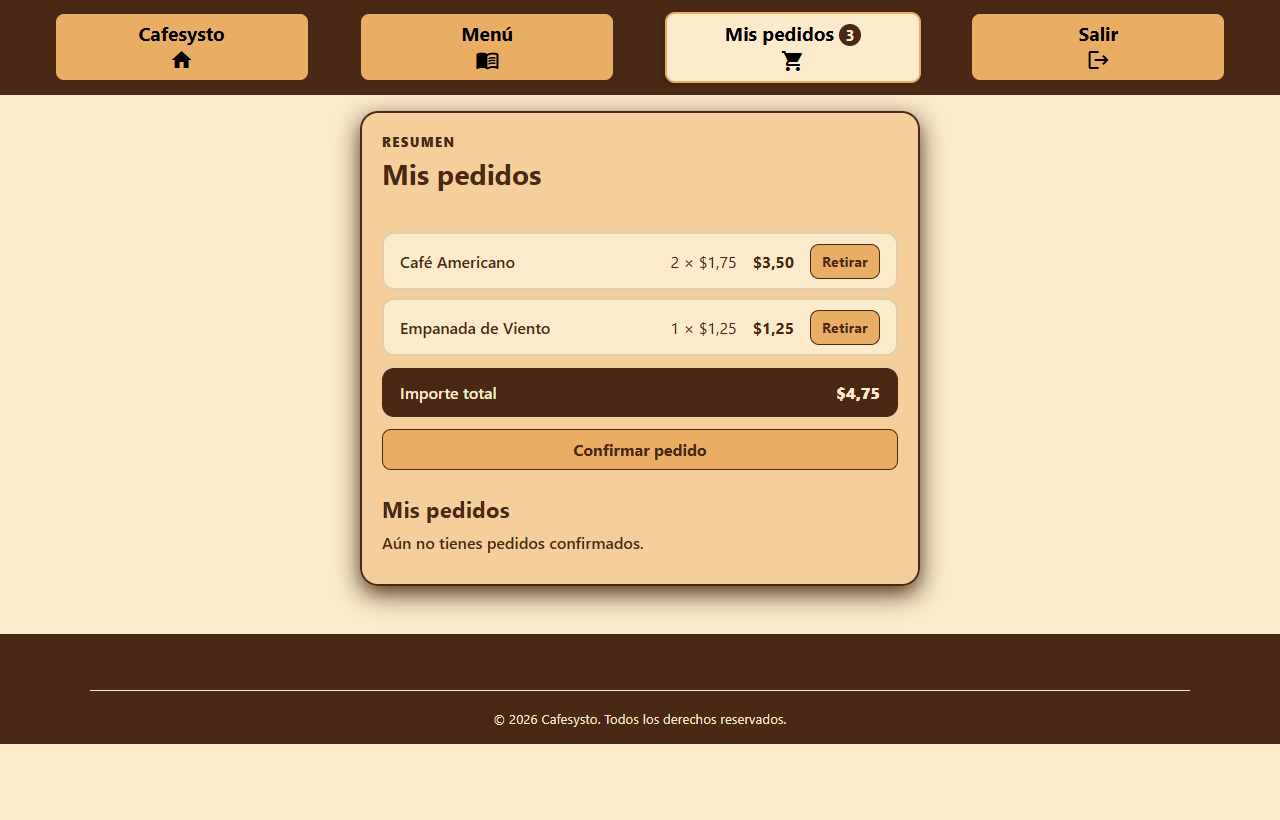 Cafesysto
Menú
Mis pedidos 3
Salir
RESUMEN
Mis pedidos
Café Americano 2 × $1,75 $3,50 Retirar
Empanada de Viento 1 × $1,25 $1,25 Retirar
Importe total $4,75
Confirmar pedido
Mis pedidos
Aún no tienes pedidos confirmados.
© 2026 Cafesysto. Todos los derechos reservados.